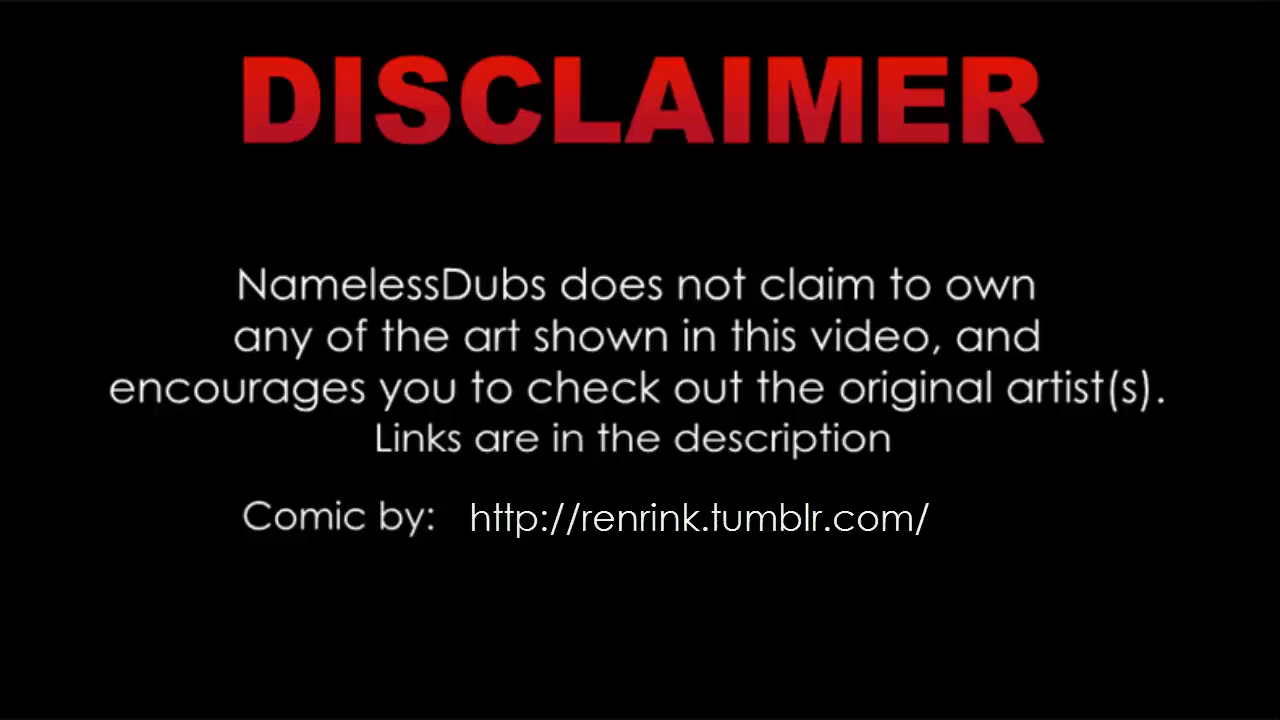 DISCLAIMER
NamelessDubs does not claim to own
any of the art shown in this video, and
encourages you to check out the original artist(s).
Links are in the description
Comic by: http://renrink.tumblr.com/